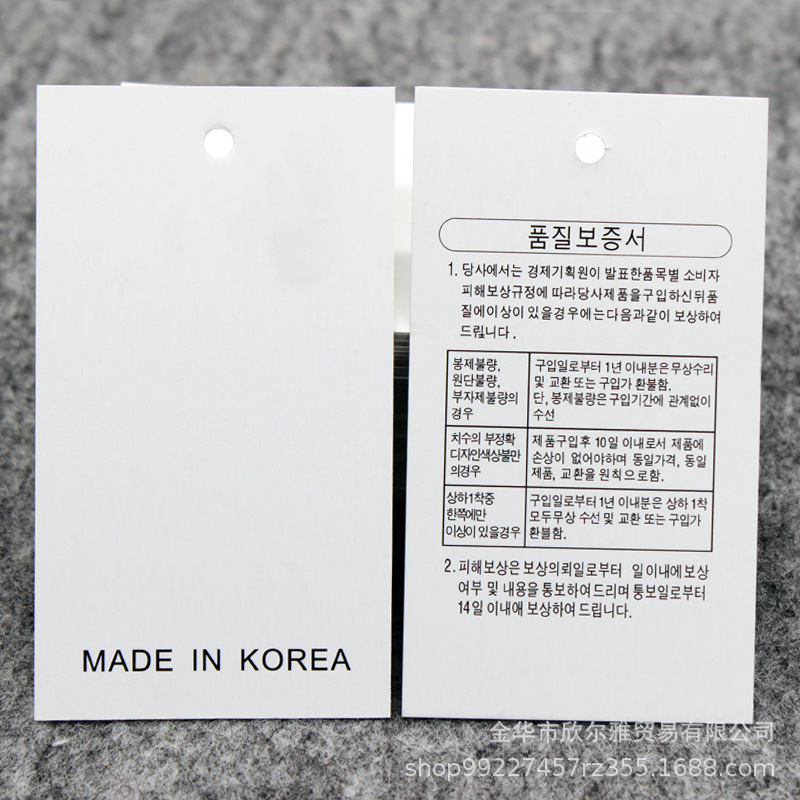 MADE IN KOREA
품질보증서
1. 당사에서는 경제기획원이 발표한품목별 소비자
피해보상규정에 따라당사제품을구입하신뒤품
질에이상이 있을경우에는다음과같이 보상하여
드립니다.
봉제불량,
원단불량,
부자제불량의
경우
구입일로부터 1년 이내분은무상수리
및 교환 또는 구입가 환불함.
단, 봉제불량은구입기간에 관계없이
수선
치수의 부정확
디자인색상불만
의경우
제품구입후 10일 이내로서 제품에
손상이 없어야하며 동일가격, 동일
제품, 교환을 원칙으로함.
상하1착중
한쪽에만
이상이 있을경우
구입일로부터1년 이내분은 상하 1착
모두무상 수선 및 교환 또는 구입가
환불함.
2. 피해보상은 보상의뢰일로부터 일 이내에보상
여부 및 내용을 통보하여드리며 통보일로부터
14일 이내애 보상하여 드립니다.
金华市欣尔雅贸易有限公司
shop99227457rz355.1688.com